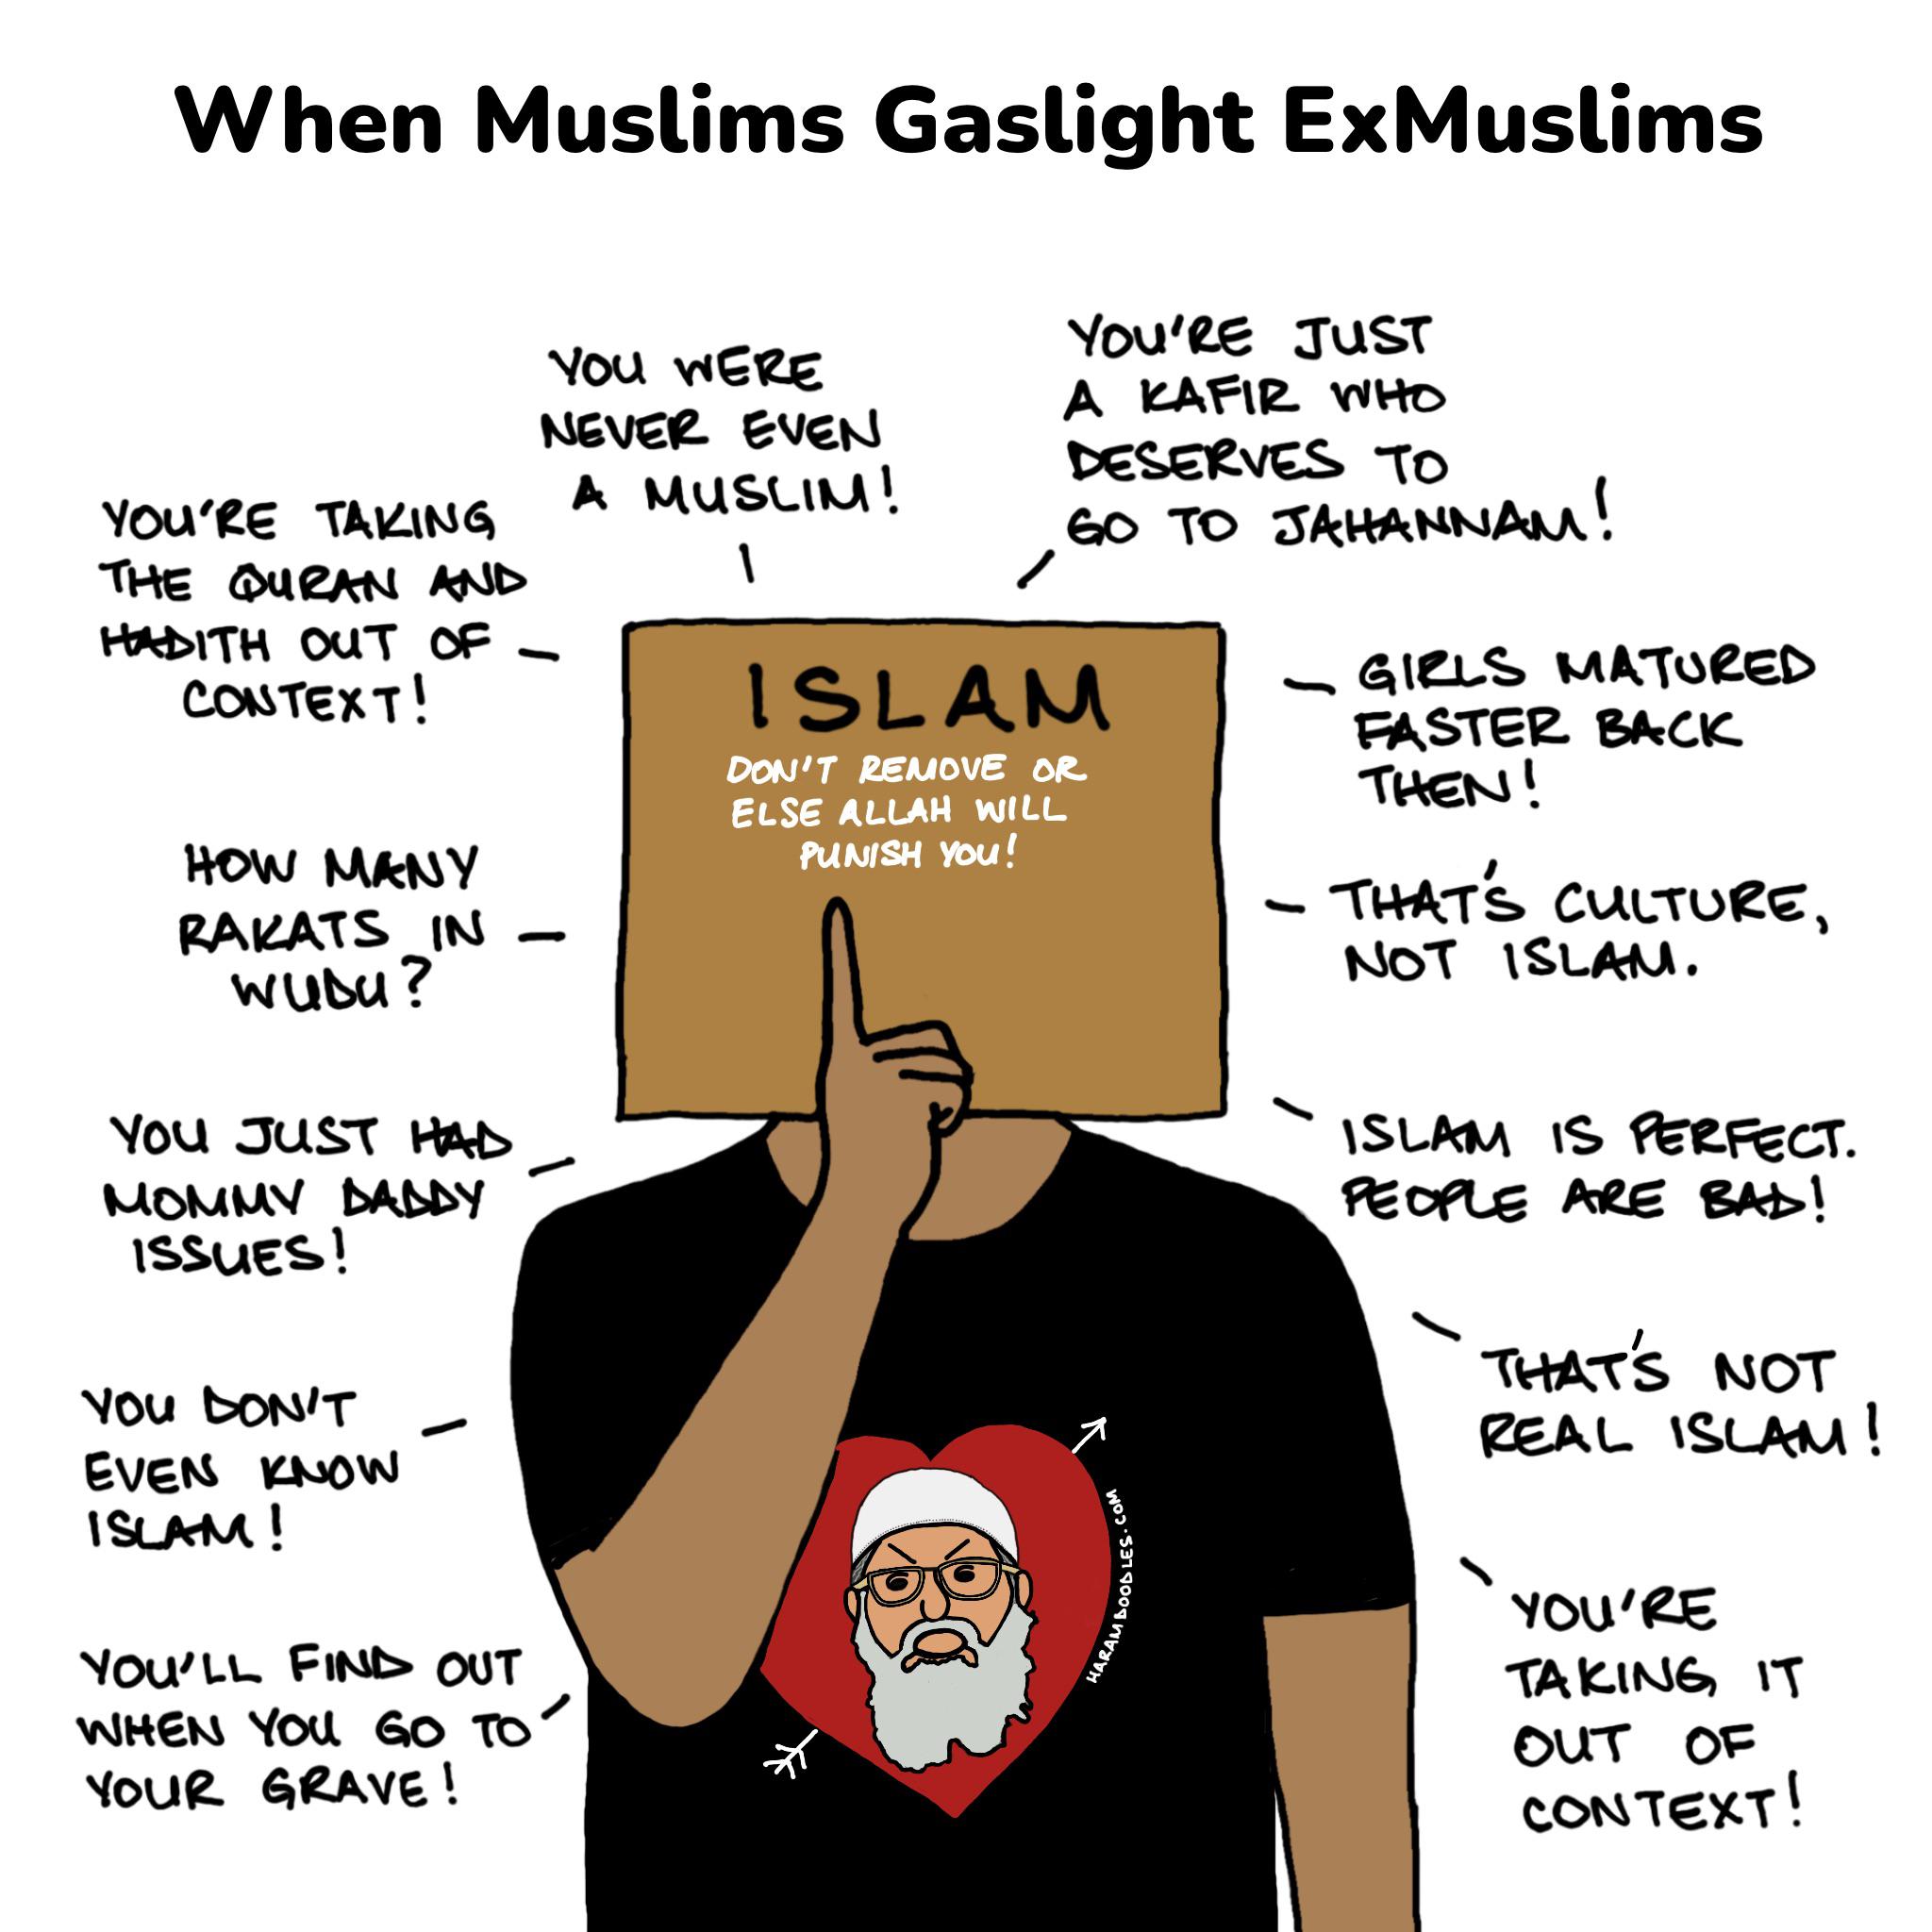 When Muslims Gaslight ExMuslims
YOU WERE
NEVER EVEN
A MUSLIM!
YOU'RE JUST
A KAFIR WHO
DESERVES TO
GO TO JAHANNAM!
YOU'RE TAKING
THE QURAN AND
HADITH OUT OF
CONTEXT!
ISLAM
DON'T REMOVE OR
ELSE ALLAH WILL
PUNISH YOU!
GIRLS MATURED
FASTER BACK
THEN!
HOW MANY
RAKATS IN
WUDU?
THAT'S CULTURE,
NOT ISLAM.
YOU JUST HAD
MOMMY DADDY
ISSUES!
ISLAM IS PERFECT.
PEOPLE ARE BAD!
YOU DON'T
EVEN KNOW
ISLAM!
THAT'S NOT
REAL ISLAM!
HARAMDOODLES.COM
YOU'LL FIND OUT
WHEN YOU GO TO
YOUR GRAVE!
YOU'RE
TAKING IT
OUT OF
CONTEXT!